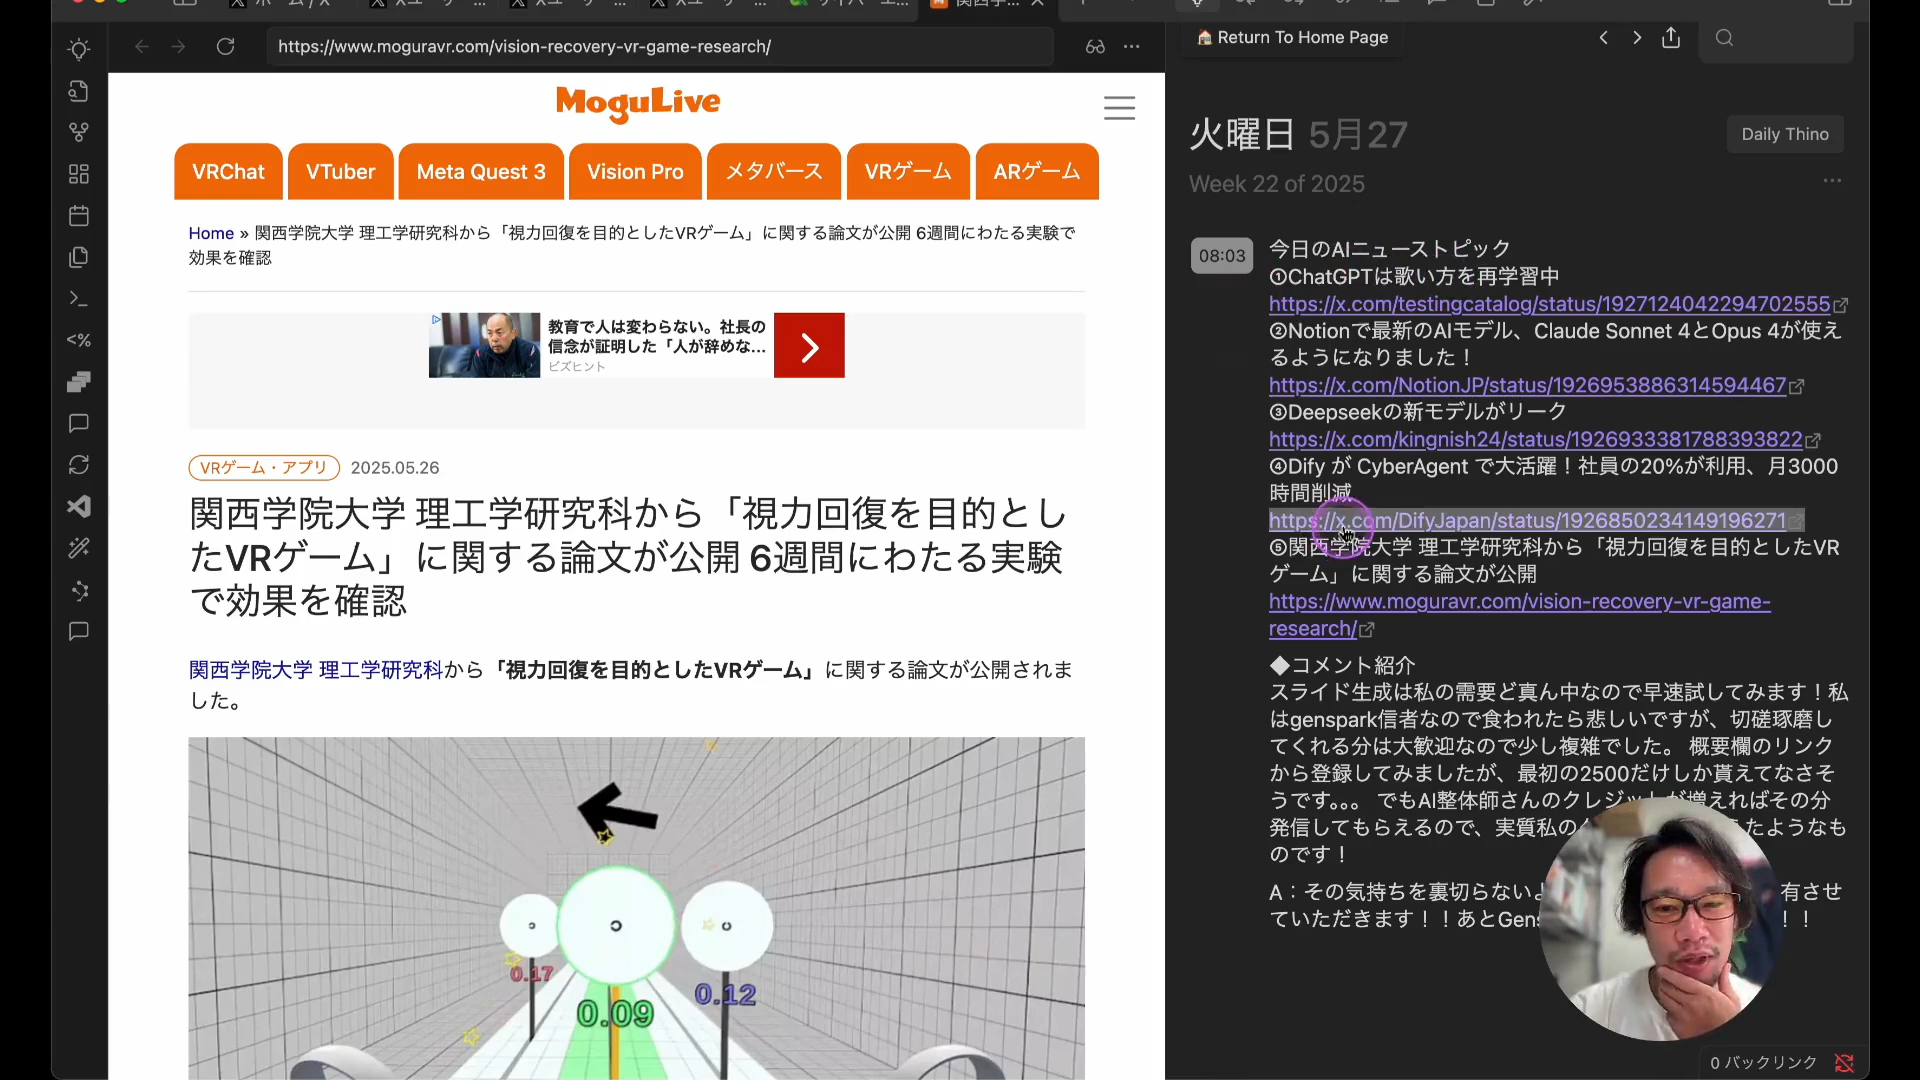 https://www.moguravr.com/vision-recovery-vr-game-research/
MoguLive
VRChat
VTuber
Meta Quest 3
Vision Pro
メタバース
VRゲーム
ARゲーム
Home » 関西学院大学 理工学研究科から「視力回復を目的としたVRゲーム」に関する論文が公開 6週間にわたる実験で
効果を確認
教育で人は変わらない。社長の
信念が証明した「人が辞めな...
ビズヒント
VRゲーム・アプリ
2025.05.26
関西学院大学 理工学研究科から「視力回復を目的とし
たVRゲーム」に関する論文が公開 6週間にわたる実験
で効果を確認
関西学院大学 理工学研究科から「視力回復を目的としたVRゲーム」に関する論文が公開されま
した。
0.17
0.09
0.12
Return To Home Page
火曜日 5月27
Daily Thino
Week 22 of 2025
08:03
今日のAIニューストピック
①ChatGPTは歌い方を再学習中
https://x.com/testingcatalog/status/1927124042294702555
②Notionで最新のAIモデル、Claude Sonnet 4とOpus 4が使え
るようになりました！
https://x.com/NotionJP/status/1926953886314594467
③Deepseekの新モデルがリーク
https://x.com/kingnish24/status/1926933381788393822
④Dify が CyberAgent で大活躍！社員の20%が利用、月3000
時間削減
https://x.com/DifyJapan/status/1926850234149196271
⑤関西学院大学 理工学研究科から「視力回復を目的としたVR
ゲーム」に関する論文が公開
https://www.moguravr.com/vision-recovery-vr-game-
research/
◆コメント紹介
スライド生成は私の需要ど真ん中なので早速試してみます！私
はgenspark信者なので食われたら悲しいですが、切磋琢磨し
てくれる分は大歓迎なので少し複雑でした。 概要欄のリンク
から登録してみましたが、最初の2500だけしか貰えてなさそ
うです。。。 でもAI整体師さんのクレジットが増えればその分
発信してもらえるので、実質私の たようなも
のです！
A：その気持ちを裏切らない 有させ
ていただきます！！あとGens ！！
0 バックリンク